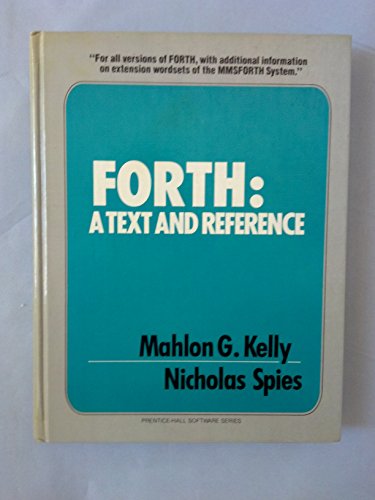 "For all versions of FORTH, with additional information
on extension wordsets of the MMSFORTH System."
FORTH:
A TEXT AND REFERENCE
Mahlon G. Kelly
Nicholas Spies
PRENTICE-HALL SOFTWARE SERIES